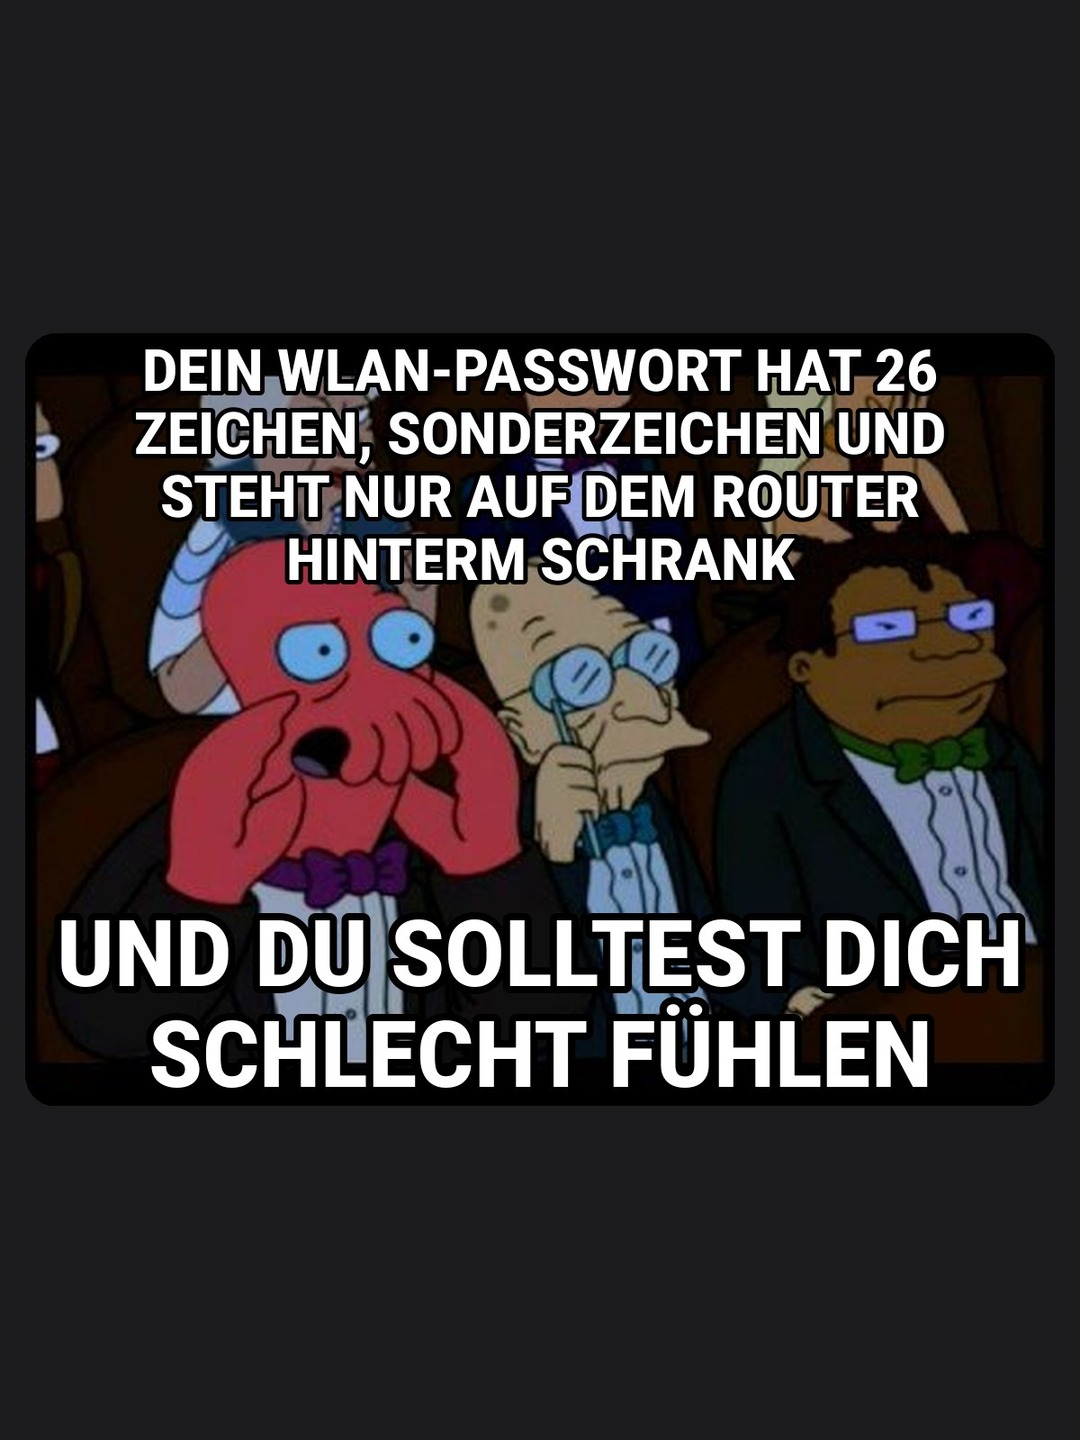 DEIN WLAN-PASSWORT HAT 26
ZEICHEN, SONDERZEICHEN UND
STEHT NUR AUF DEM ROUTER
HINTERM SCHRANK
UND DU SOLLTEST DICH
SCHLECHT FÜHLEN